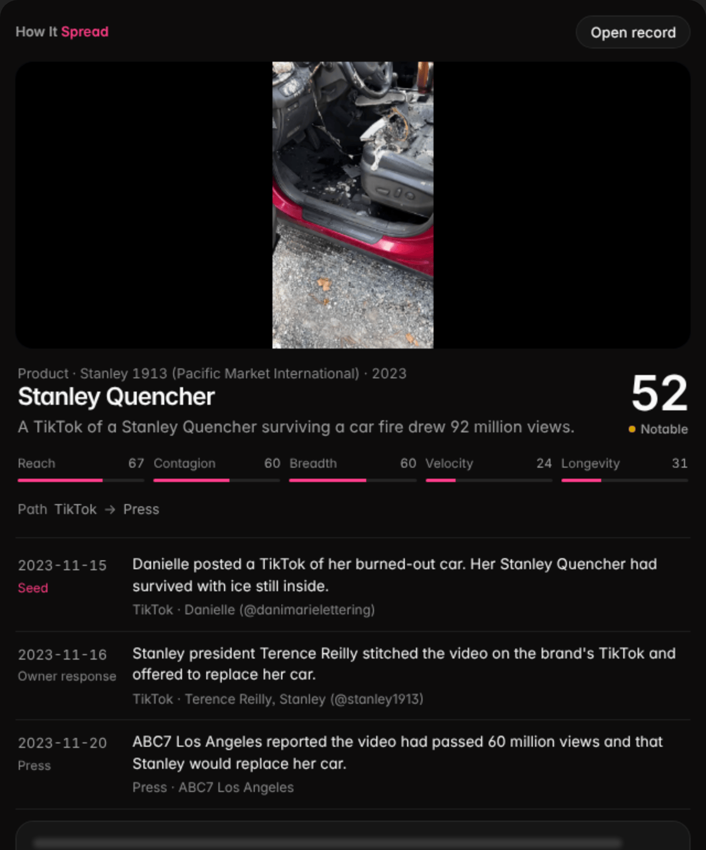 How It Spread
Open record
Product · Stanley 1913 (Pacific Market International) · 2023
Stanley Quencher
A TikTok of a Stanley Quencher surviving a car fire drew 92 million views.
52
Notable
Reach 67 Contagion 60 Breadth 60 Velocity 24 Longevity 31
Path TikTok → Press
2023-11-15
Seed
Danielle posted a TikTok of her burned-out car. Her Stanley Quencher had
survived with ice still inside.
TikTok · Danielle (@danimarielettering)
2023-11-16
Owner response
Stanley president Terence Reilly stitched the video on the brand's TikTok and
offered to replace her car.
TikTok · Terence Reilly, Stanley (@stanley1913)
2023-11-20
Press
ABC7 Los Angeles reported the video had passed 60 million views and that
Stanley would replace her car.
Press · ABC7 Los Angeles